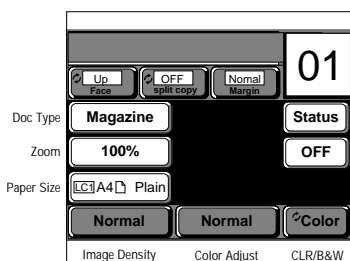 01
Up OFF Nomal
Face split copy Margin
Doc Type Magazine Status
Zoom 100% OFF
Paper Size LC1 A4 Plain
Normal Normal Color
Image Density Color Adjust CLR/B&W